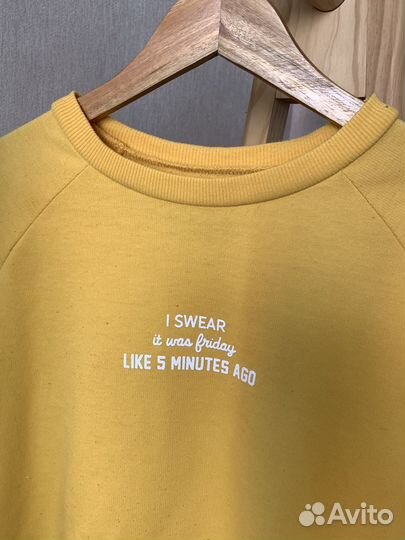 I SWEAR
it was friday
LIKE 5 MINUTES AGO
Avito